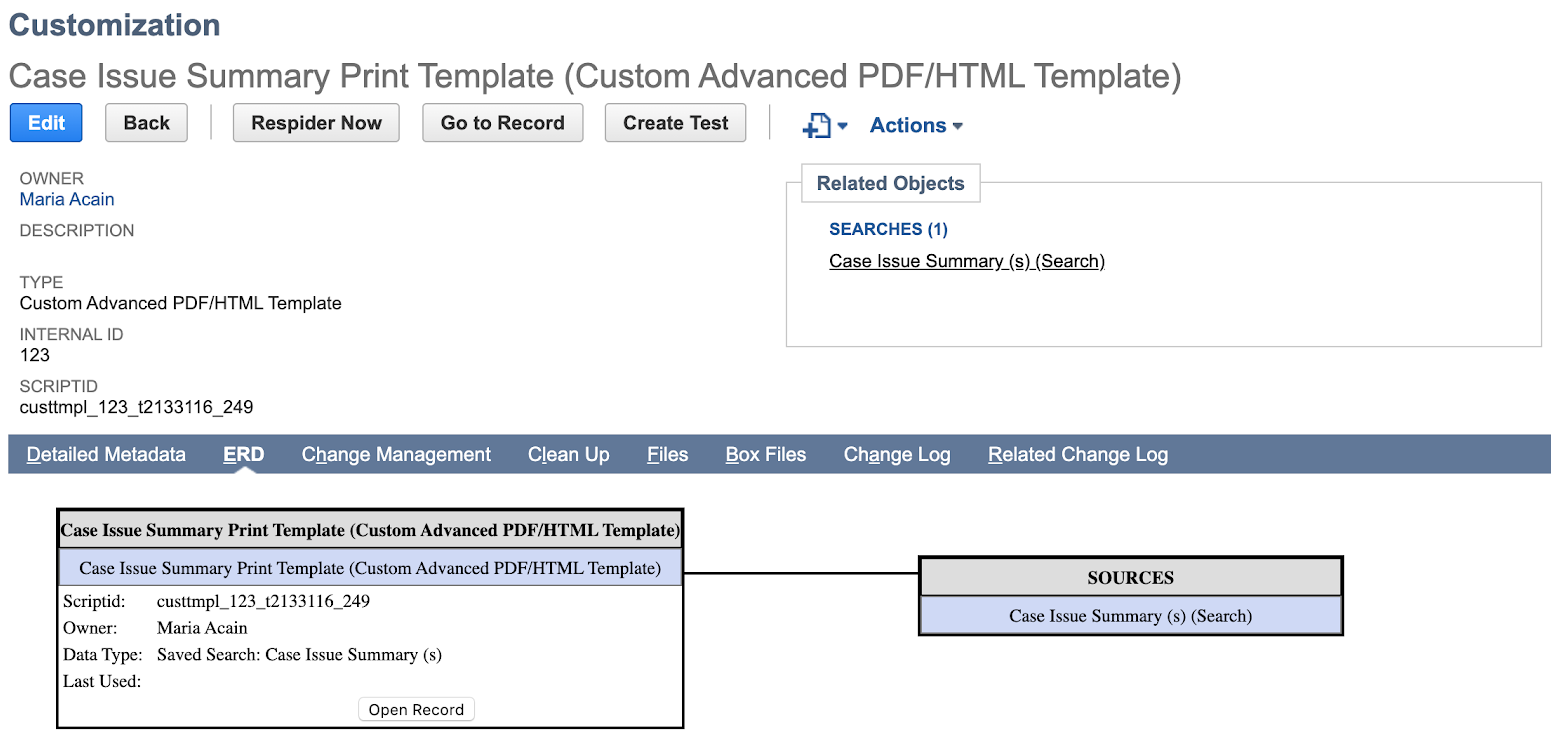 Customization
Case Issue Summary Print Template (Custom Advanced PDF/HTML Template)
Edit Back Respider Now Go to Record Create Test Actions
OWNER
Maria Acain
DESCRIPTION
TYPE
Custom Advanced PDF/HTML Template
INTERNAL ID
123
SCRIPTID
custtmpl_123_t2133116_249
Related Objects
SEARCHES (1)
Case Issue Summary (s) (Search)
Detailed Metadata ERD Change Management Clean Up Files Box Files Change Log Related Change Log
Case Issue Summary Print Template (Custom Advanced PDF/HTML Template)
Case Issue Summary Print Template (Custom Advanced PDF/HTML Template)
Scriptid: custtmpl_123_t2133116_249
Owner: Maria Acain
Data Type: Saved Search: Case Issue Summary (s)
Last Used:
Open Record
SOURCES
Case Issue Summary (s) (Search)